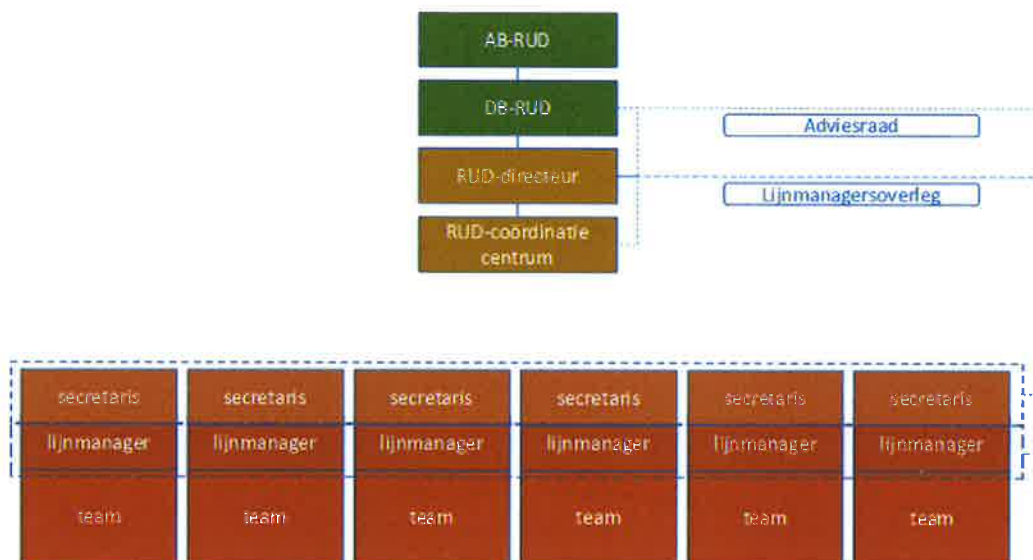 AB-RUD
DB-RUD
Adviesraad
RUD-directeur
Lijnmanagersoverleg
RUD-coördinatie
centrum
secretaris secretaris secretaris secretaris secretaris secretaris
lijnmanager lijnmanager lijnmanager lijnmanager lijnmanager lijnmanager
team team team team team team